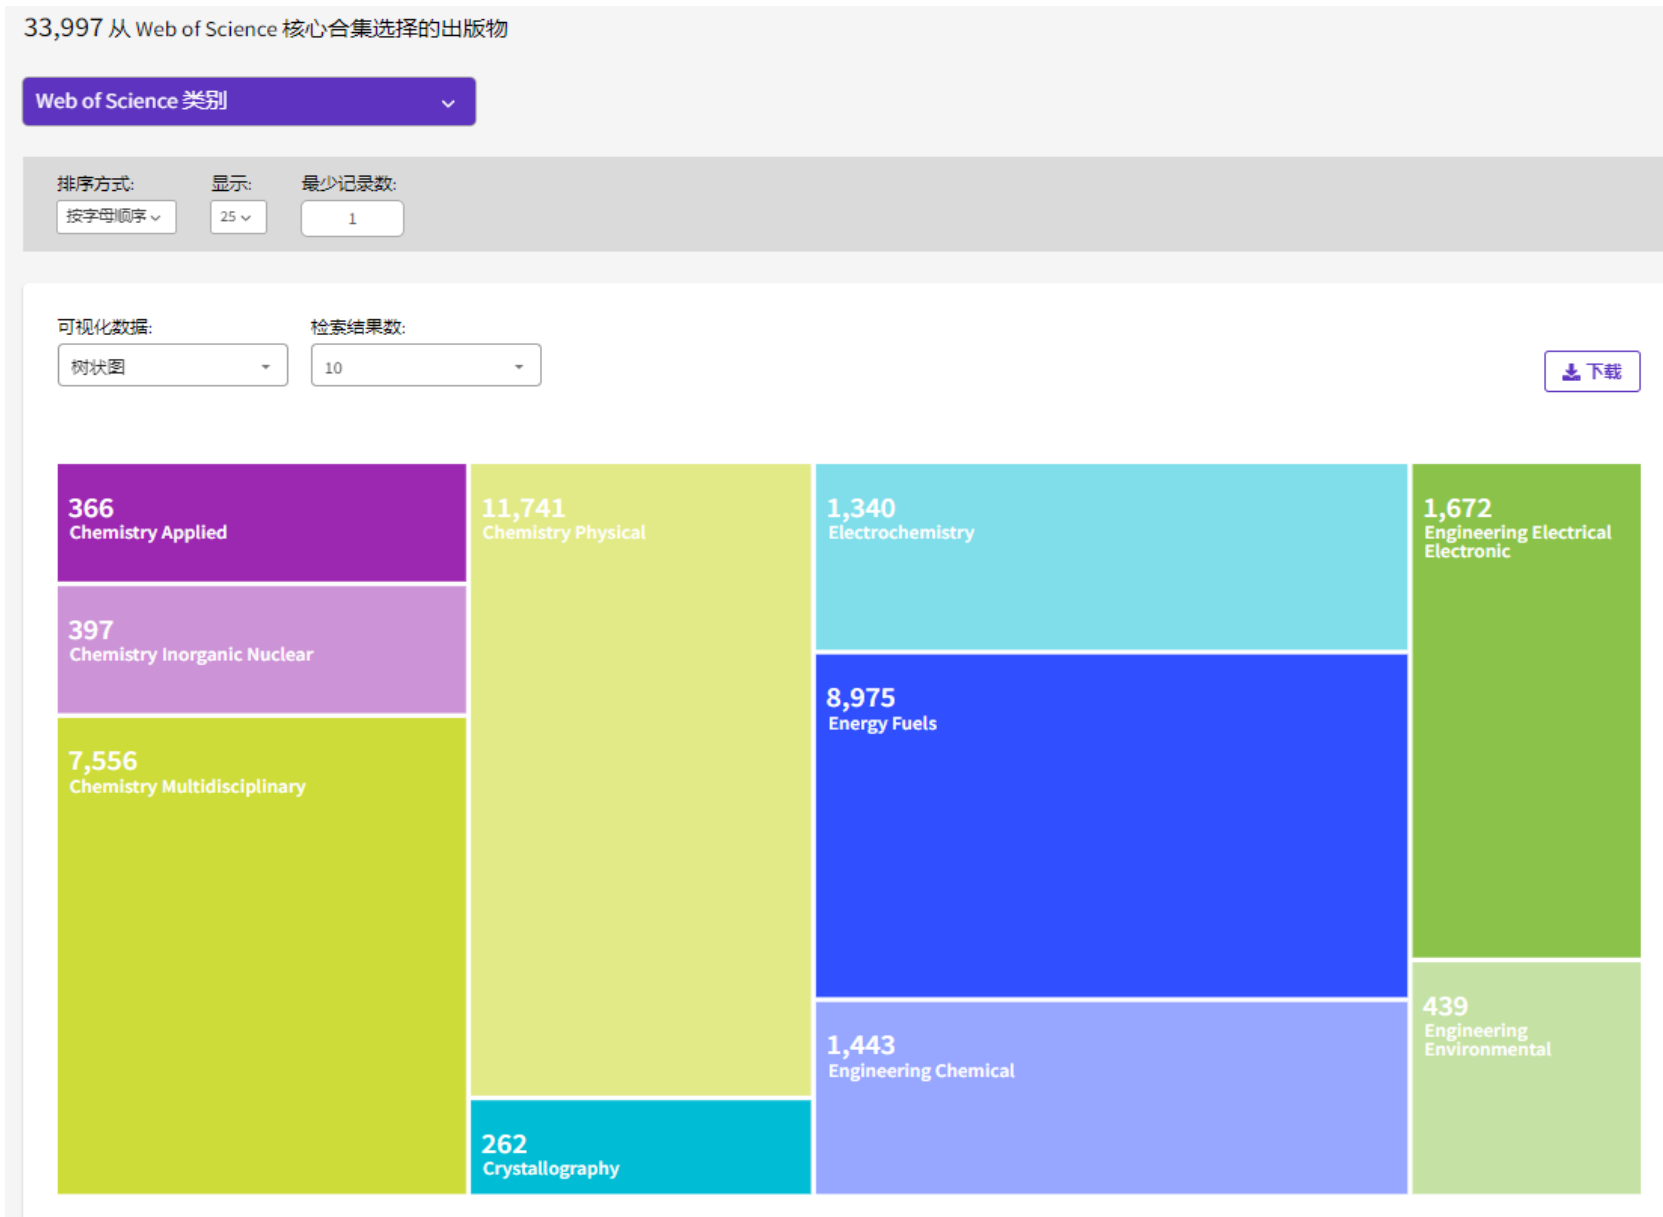 33,997 从 Web of Science 核心合集选择的出版物
Web of Science 类别
排序方式: 显示: 最少记录数:
按字母顺序 25 1
可视化数据: 检索结果数:
树状图 10
下载
366
Chemistry Applied
397
Chemistry Inorganic Nuclear
7,556
Chemistry Multidisciplinary
11,741
Chemistry Physical
262
Crystallography
1,340
Electrochemistry
8,975
Energy Fuels
1,443
Engineering Chemical
1,672
Engineering Electrical
Electronic
439
Engineering
Environmental